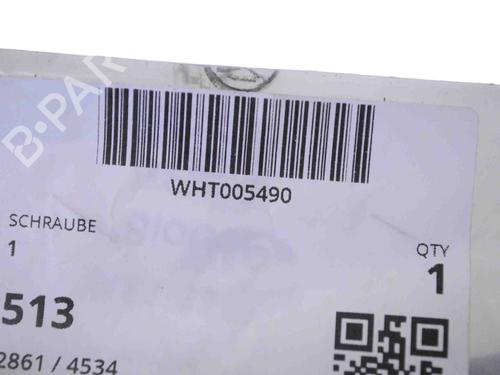 B-PAR
WHT005490
SCHRAUBE
1
QTY
1
513
2861 / 4534